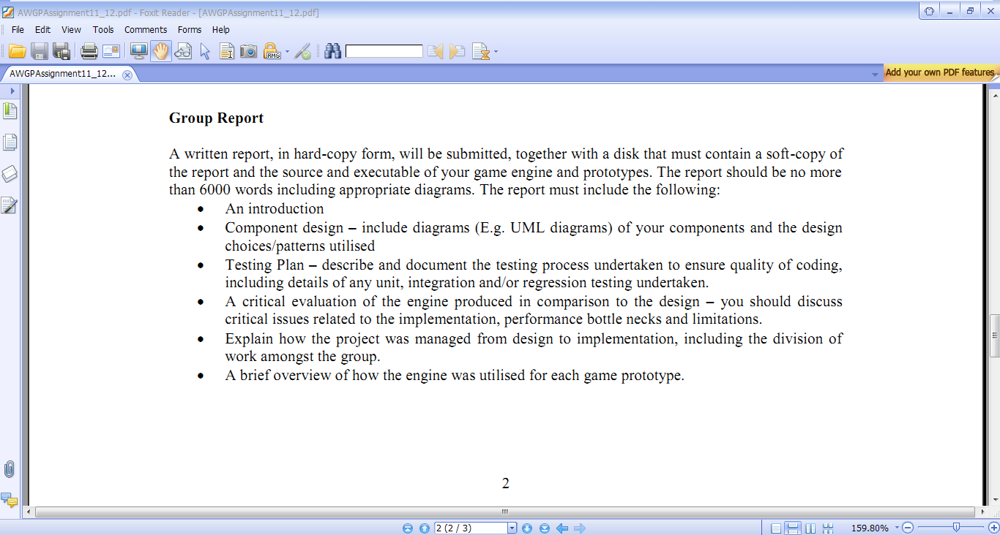 AWGPAssignment11_12.pdf - Foxit Reader - [AWGPAssignment11_12.pdf]
File Edit View Tools Comments Forms Help
RMS
AWGPAssignment11_12...
Add your own PDF features
Group Report
A written report, in hard-copy form, will be submitted, together with a disk that must contain a soft-copy of
the report and the source and executable of your game engine and prototypes. The report should be no more
than 6000 words including appropriate diagrams. The report must include the following:
• An introduction
• Component design – include diagrams (E.g. UML diagrams) of your components and the design
choices/patterns utilised
• Testing Plan – describe and document the testing process undertaken to ensure quality of coding,
including details of any unit, integration and/or regression testing undertaken.
• A critical evaluation of the engine produced in comparison to the design – you should discuss
critical issues related to the implementation, performance bottle necks and limitations.
• Explain how the project was managed from design to implementation, including the division of
work amongst the group.
• A brief overview of how the engine was utilised for each game prototype.
2
2 (2 / 3)
159.80%